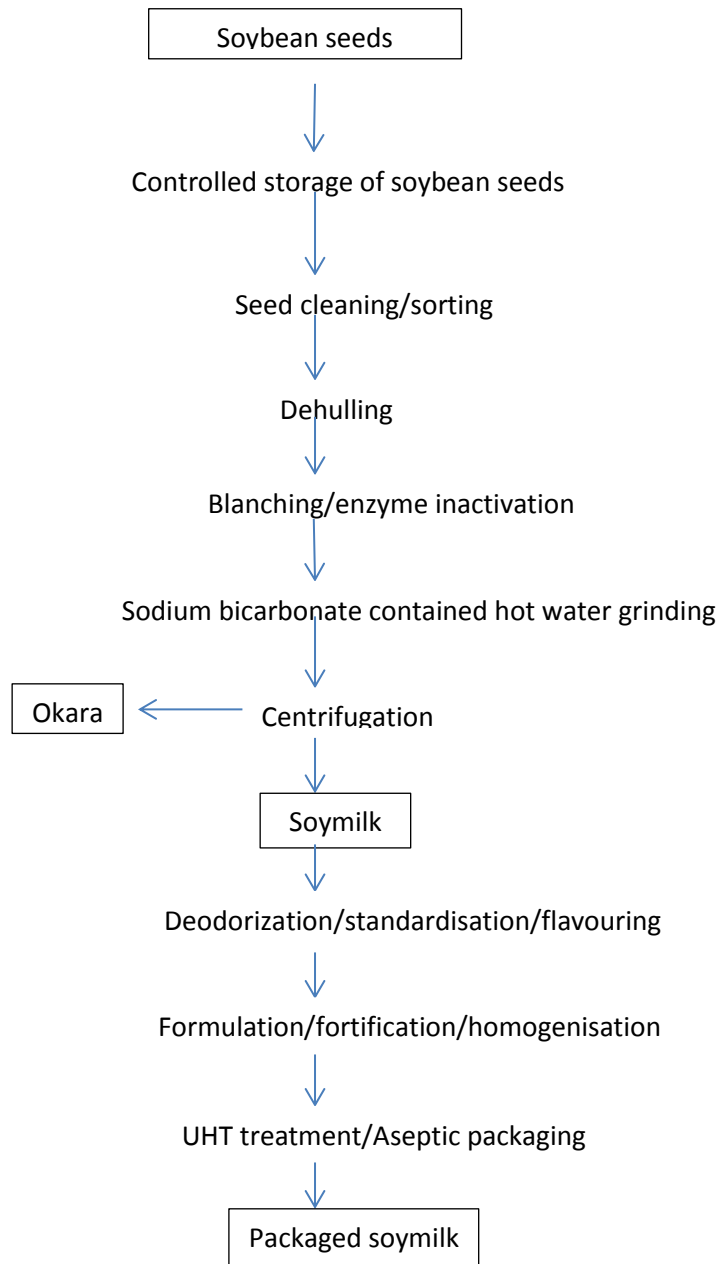 Soybean seeds
Controlled storage of soybean seeds
Seed cleaning/sorting
Dehulling
Blanching/enzyme inactivation
Sodium bicarbonate contained hot water grinding
Okara
Centrifugation
Soymilk
Deodorization/standardisation/flavouring
Formulation/fortification/homogenisation
UHT treatment/Aseptic packaging
Packaged soymilk